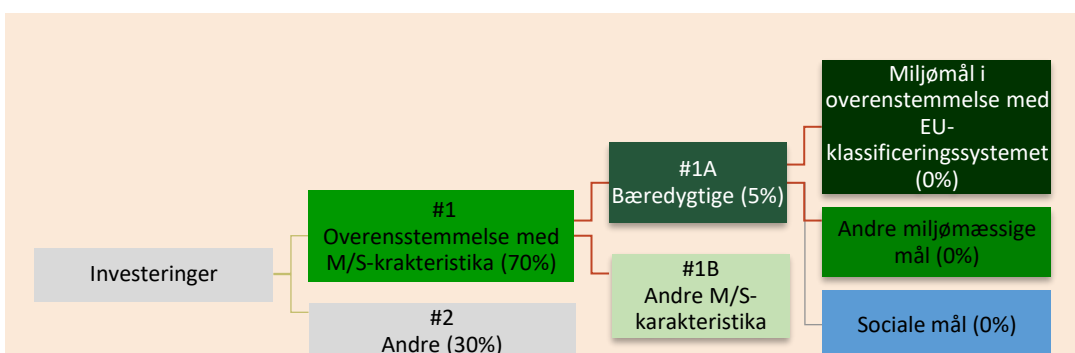 Investeringer
#1
Overensstemmelse med
M/S-krakteristika (70%)
#2
Andre (30%)
#1A
Bæredygtige (5%)
#1B
Andre M/S-
karakteristika
Miljømål i
overenstemmelse med
EU-
klassificeringssystemet
(0%)
Andre miljømæssige
mål (0%)
Sociale mål (0%)